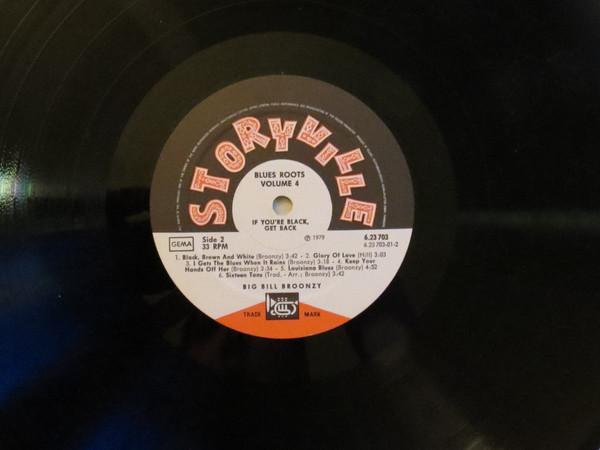 STORYVILLE
BLUES ROOTS
VOLUME 4
IF YOU'RE BLACK,
GET BACK
GEMA
Side 2
33 RPM
℗ 1979
6.23 703
6.23 703-01-2
1. Black, Brown And White (Broonzy) 3:42 - 2. Glory Of Love (Hill) 3:03
3. I Gets The Blues When It Rains (Broonzy) 3:18 - 4. Keep Your
Hands Off Her (Broonzy) 3:34 - 5. Louisiana Blues (Broonzy) 4:52
6. Sixteen Tons (Trad. - Arr.: Broonzy) 3:42
BIG BILL BROONZY
TRADE MARK